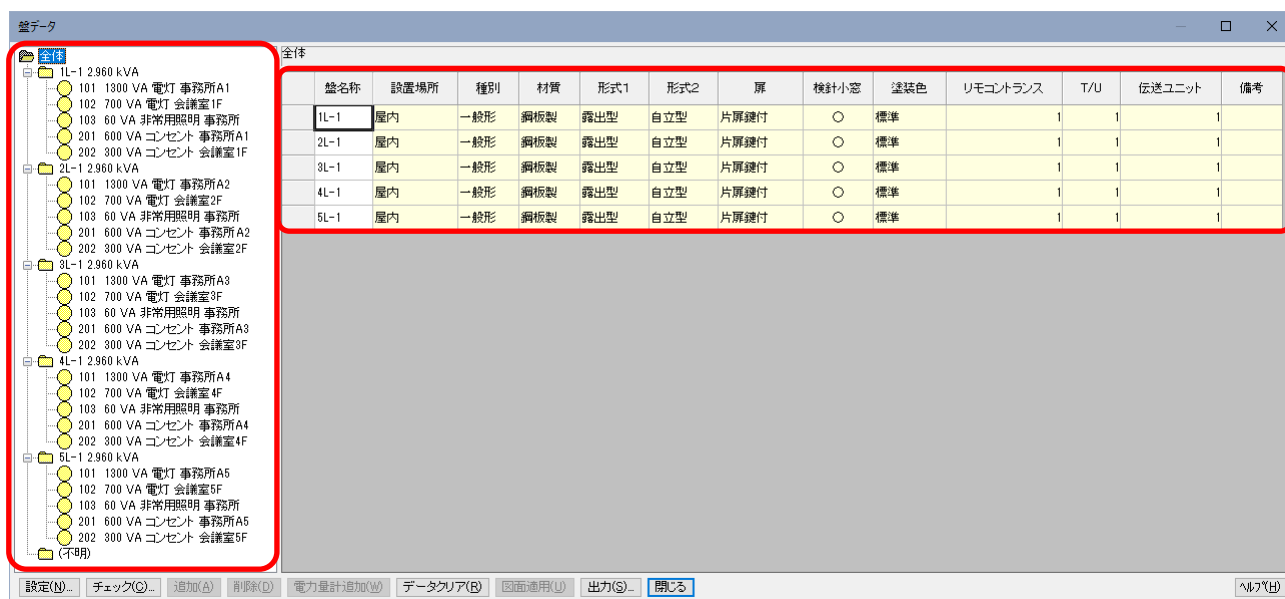 盤データ
全体
1L-1 2.960 kVA
101 1300 VA 電灯 事務所A1
102 700 VA 電灯 会議室1F
103 60 VA 非常用照明 事務所
201 600 VA コンセント 事務所A1
202 300 VA コンセント 会議室1F
2L-1 2.960 kVA
101 1300 VA 電灯 事務所A2
102 700 VA 電灯 会議室2F
103 60 VA 非常用照明 事務所
201 600 VA コンセント 事務所A2
202 300 VA コンセント 会議室2F
3L-1 2.960 kVA
101 1300 VA 電灯 事務所A3
102 700 VA 電灯 会議室3F
103 60 VA 非常用照明 事務所
201 600 VA コンセント 事務所A3
202 300 VA コンセント 会議室3F
4L-1 2.960 kVA
101 1300 VA 電灯 事務所A4
102 700 VA 電灯 会議室4F
103 60 VA 非常用照明 事務所
201 600 VA コンセント 事務所A4
202 300 VA コンセント 会議室4F
5L-1 2.960 kVA
101 1300 VA 電灯 事務所A5
102 700 VA 電灯 会議室5F
103 60 VA 非常用照明 事務所
201 600 VA コンセント 事務所A5
202 300 VA コンセント 会議室5F
(不明)
全体
盤名称 設置場所 種別 材質 形式1 形式2 扉 検針小窓 塗装色 リモコントランス T/U 伝送ユニット 備考
1L-1 屋内 一般形 鋼板製 露出型 自立型 片扉鍵付 ○ 標準 1 1 1
2L-1 屋内 一般形 鋼板製 露出型 自立型 片扉鍵付 ○ 標準 1 1 1
3L-1 屋内 一般形 鋼板製 露出型 自立型 片扉鍵付 ○ 標準 1 1 1
4L-1 屋内 一般形 鋼板製 露出型 自立型 片扉鍵付 ○ 標準 1 1 1
5L-1 屋内 一般形 鋼板製 露出型 自立型 片扉鍵付 ○ 標準 1 1 1
設定(N)... チェック(C)... 追加(A) 削除(D) 電力量計追加(W) データクリア(R) 図面適用(U) 出力(S)... 閉じる ヘルプ(H)